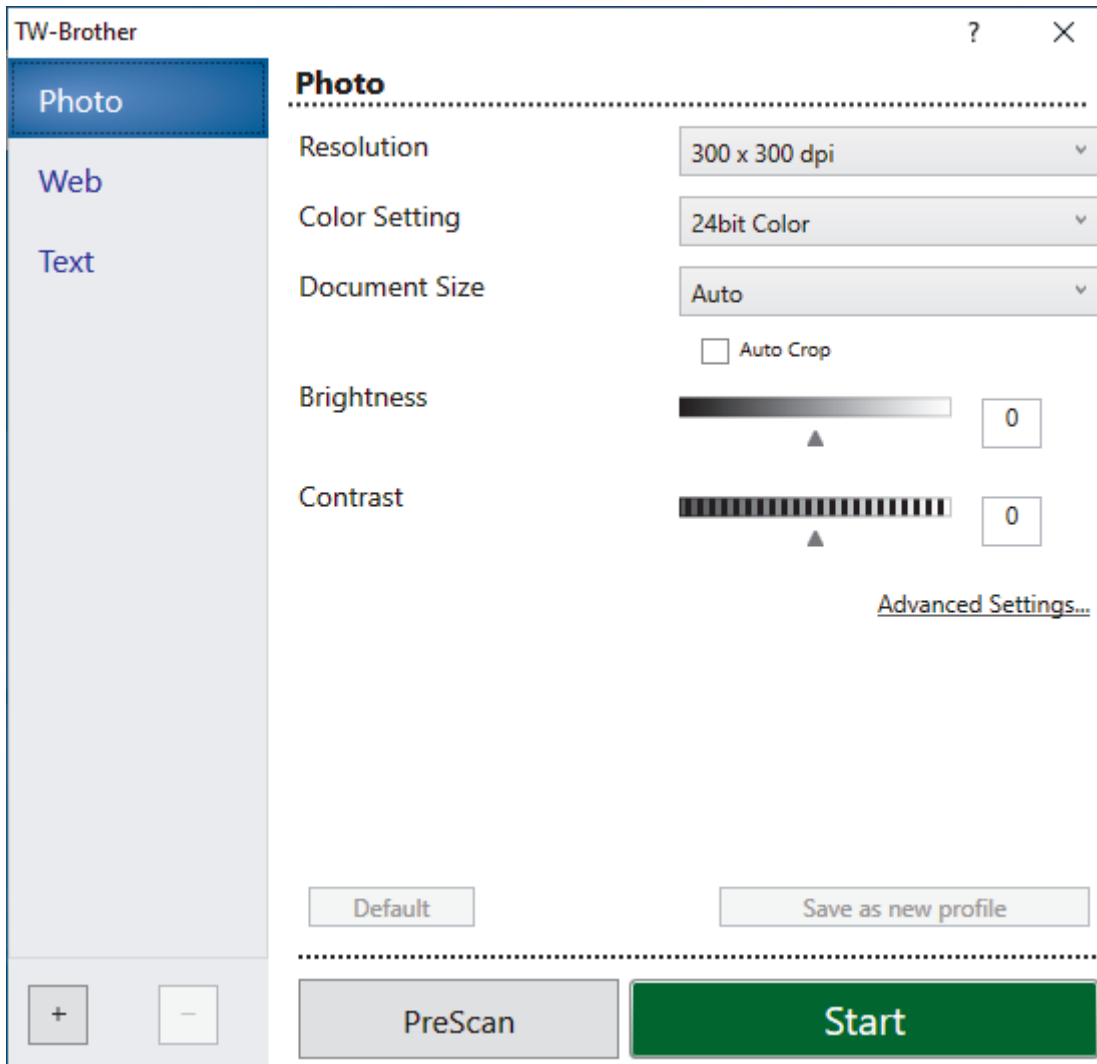 TW-Brother ? ×
Photo
Web
Text
Photo
Resolution 300 x 300 dpi
Color Setting 24bit Color
Document Size Auto
Auto Crop
Brightness 0
Contrast 0
Advanced Settings...
Default Save as new profile
+ − PreScan Start